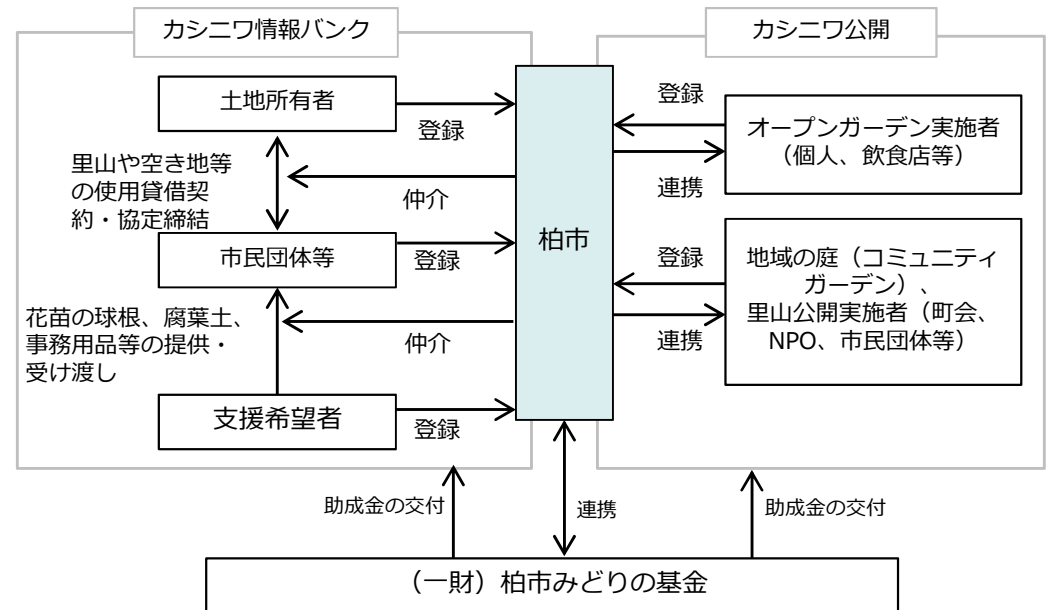 カシニワ情報バンク
土地所有者
登録
里山や空き地等
の使用貸借契
約・協定締結
仲介
市民団体等
登録
花苗の球根、腐葉土、
事務用品等の提供・
受け渡し
仲介
支援希望者
登録
柏市
カシニワ公開
登録
オープンガーデン実施者
（個人、飲食店等）
連携
登録
地域の庭（コミュニティ
ガーデン）、
里山公開実施者（町会、
NPO、市民団体等）
連携
助成金の交付
連携
助成金の交付
（一財）柏市みどりの基金